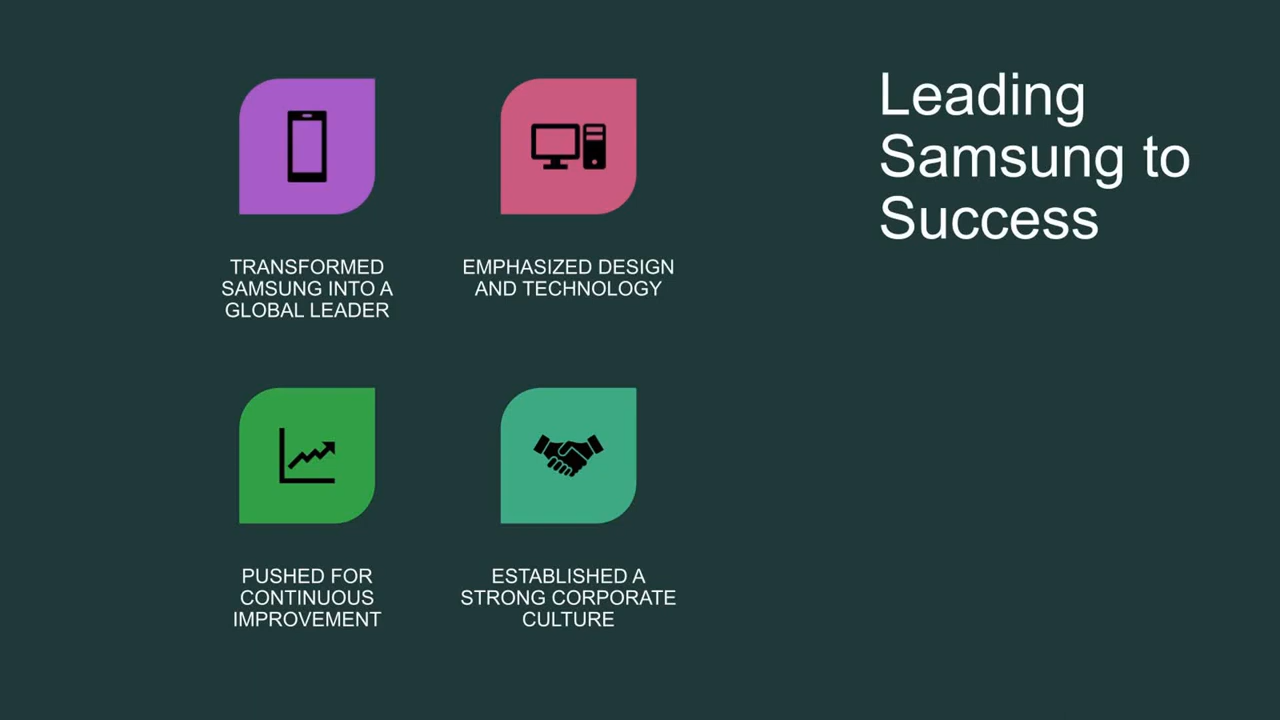 Leading
Samsung to
Success
TRANSFORMED
SAMSUNG INTO A
GLOBAL LEADER
EMPHASIZED DESIGN
AND TECHNOLOGY
PUSHED FOR
CONTINUOUS
IMPROVEMENT
ESTABLISHED A
STRONG CORPORATE
CULTURE